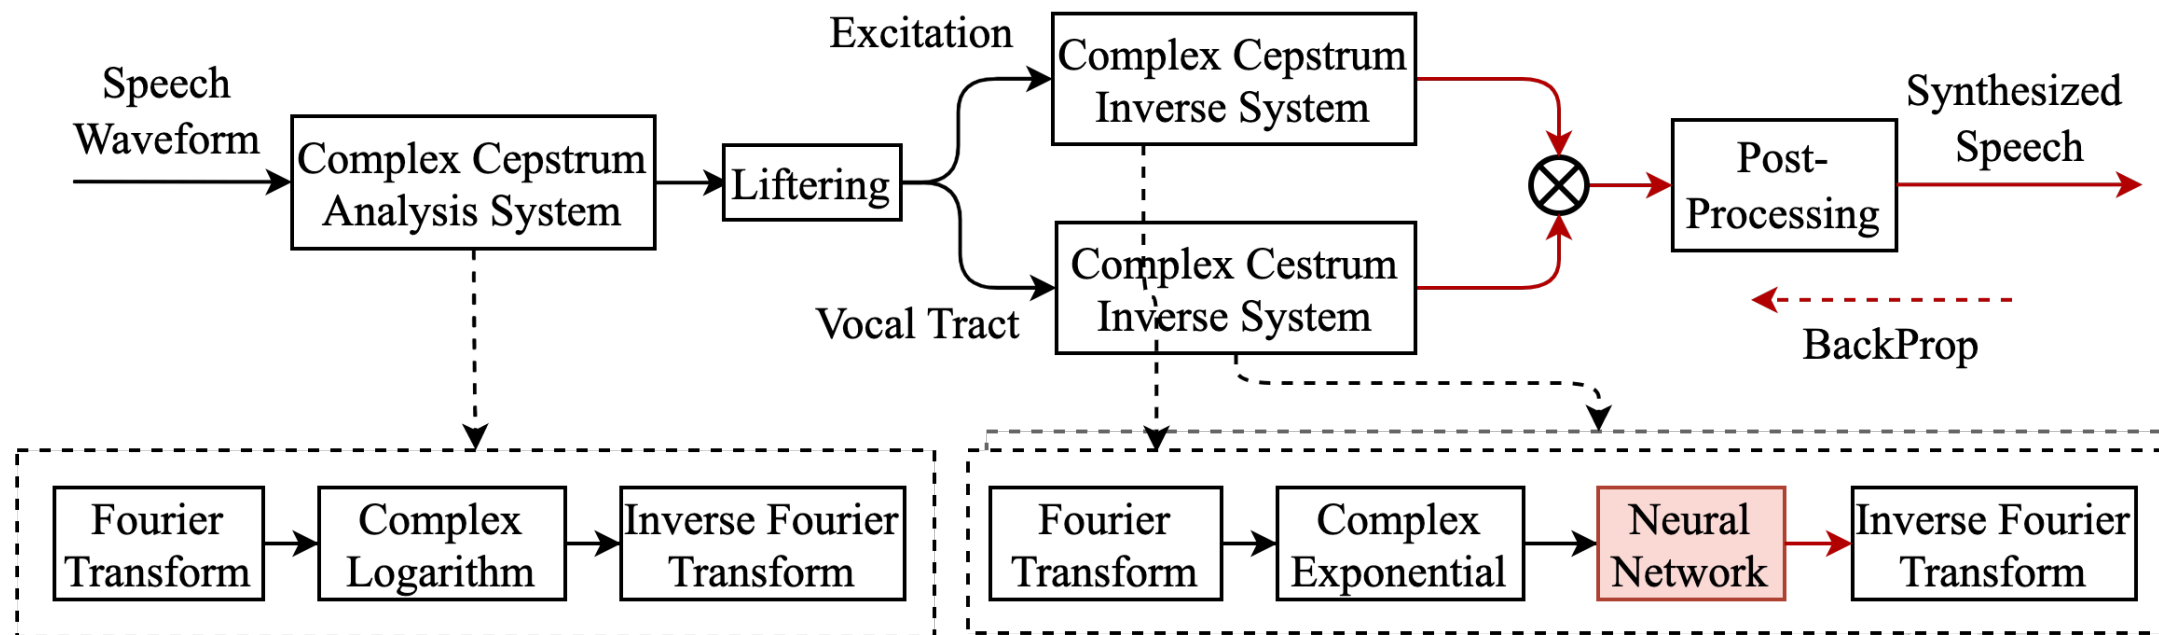 Speech
Waveform
Complex Cepstrum
Analysis System
Liftering
Excitation
Vocal Tract
Complex Cepstrum
Inverse System
Complex Cestrum
Inverse System
Post-
Processing
Synthesized
Speech
BackProp
Fourier
Transform
Complex
Logarithm
Inverse Fourier
Transform
Fourier
Transform
Complex
Exponential
Neural
Network
Inverse Fourier
Transform